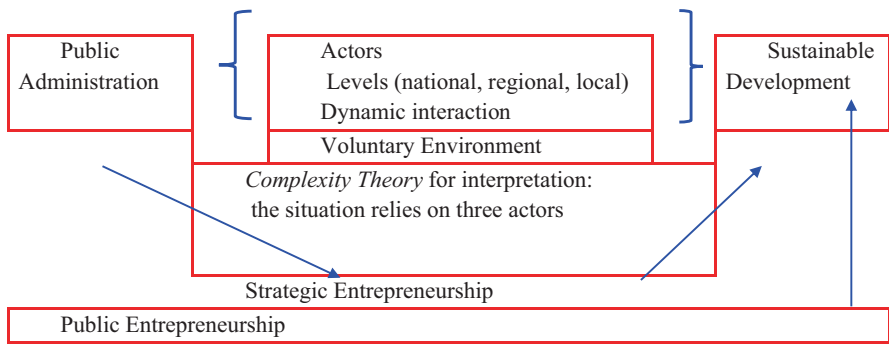 Public
Administration
Actors
Levels (national, regional, local)
Dynamic interaction
Sustainable
Development
Voluntary Environment
Complexity Theory for interpretation:
the situation relies on three actors
Strategic Entrepreneurship
Public Entrepreneurship